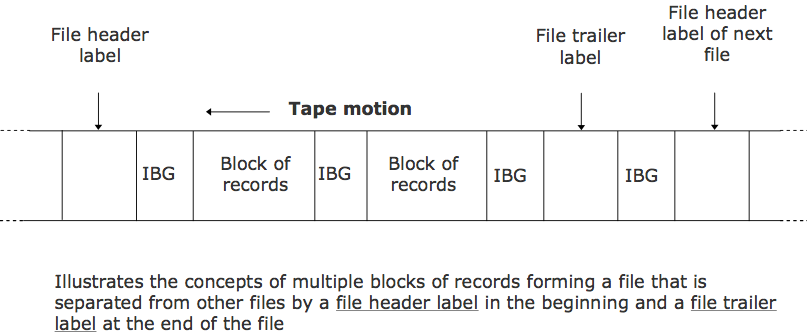 File header
label
File trailer
label
File header
label of next
file
Tape motion
IBG
Block of
records
IBG
Block of
records
IBG
IBG
Illustrates the concepts of multiple blocks of records forming a file that is
separated from other files by a file header label in the beginning and a file trailer
label at the end of the file